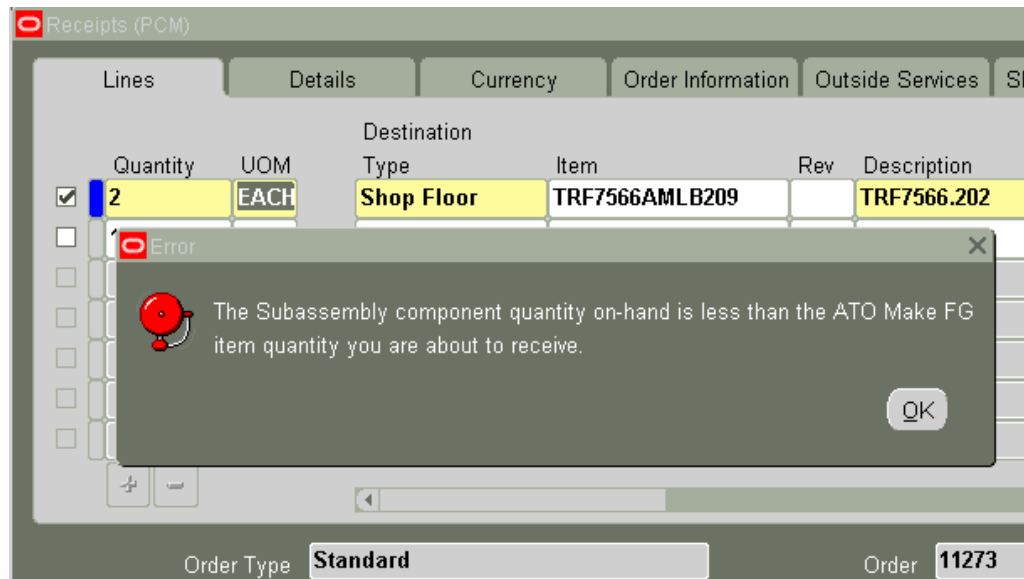 Receipts (PCM)
Lines Details Currency Order Information Outside Services
Destination
Quantity UOM Type Item Rev Description
2 EACH Shop Floor TRF7566AMLB209 TRF7566.202
Error
The Subassembly component quantity on-hand is less than the ATO Make FG
item quantity you are about to receive.
OK
Order Type Standard Order 11273